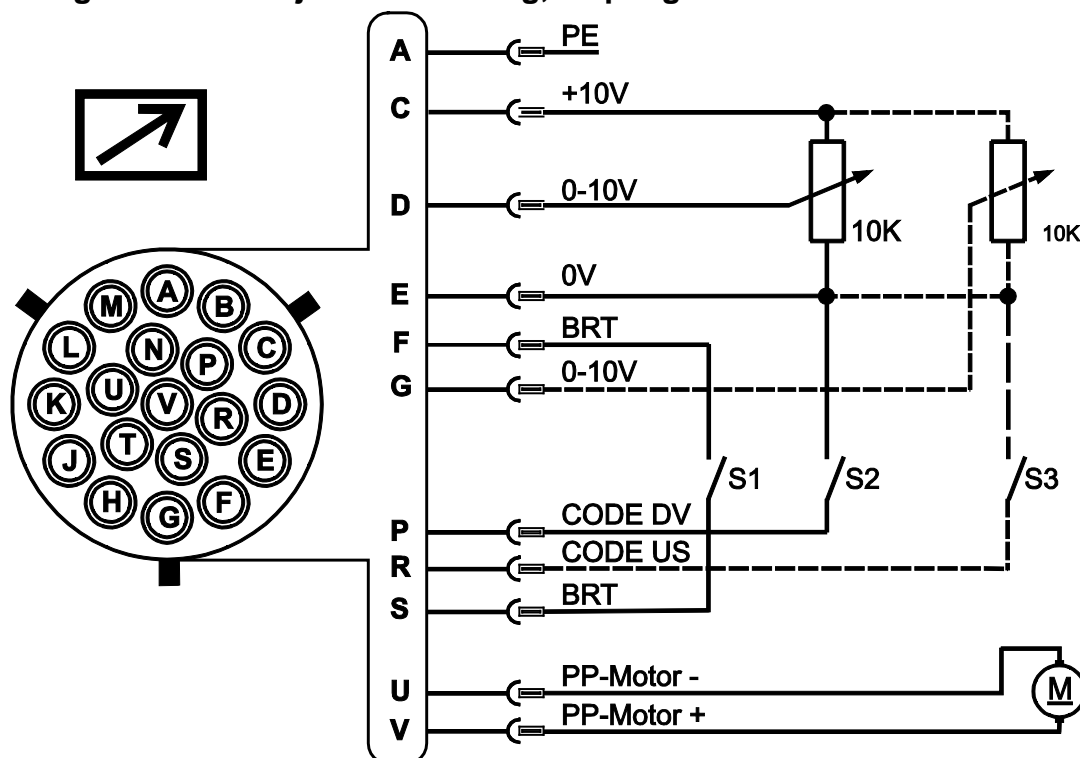 A PE
C +10V
D 0-10V
10K
10K
E 0V
F BRT
G 0-10V
S1 S2 S3
P CODE DV
R CODE US
S BRT
U PP-Motor -
V PP-Motor +
M
A
M B
L N P C
K U V R D
T S
J E
H G F